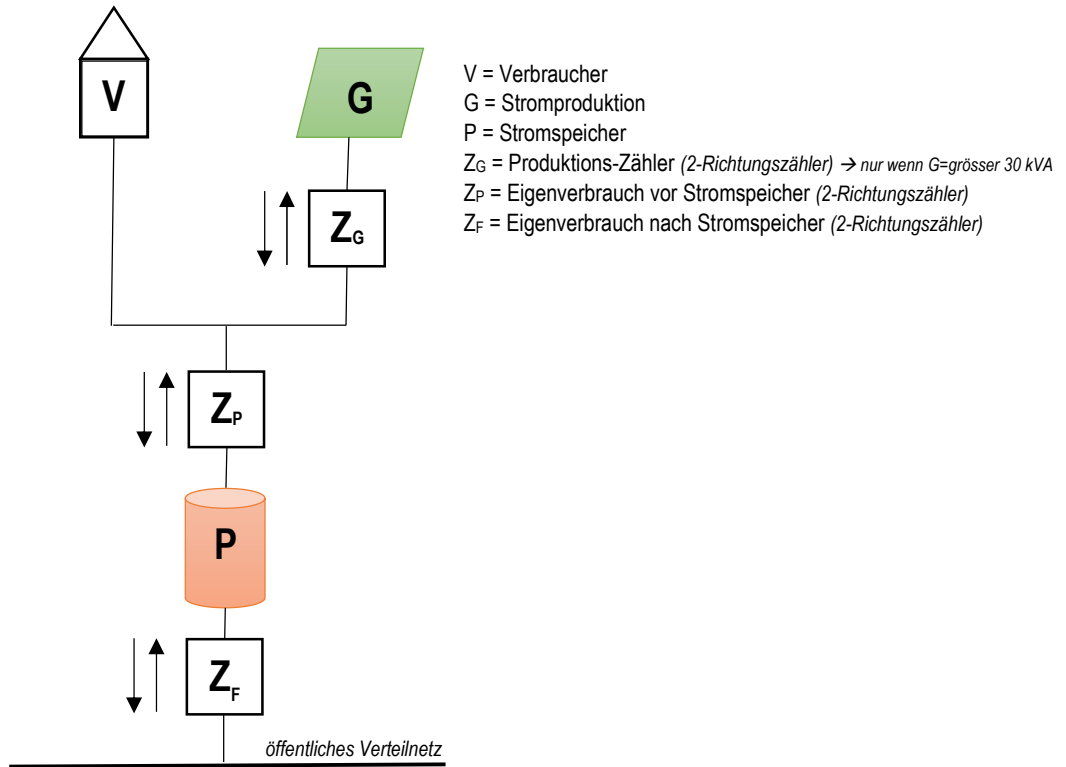 V
G
V = Verbraucher
G = Stromproduktion
P = Stromspeicher
ZG = Produktions-Zähler (2-Richtungszähler) → nur wenn G=grösser 30 kVA
ZP = Eigenverbrauch vor Stromspeicher (2-Richtungszähler)
ZF = Eigenverbrauch nach Stromspeicher (2-Richtungszähler)
ZG
ZP
P
ZF
öffentliches Verteilnetz